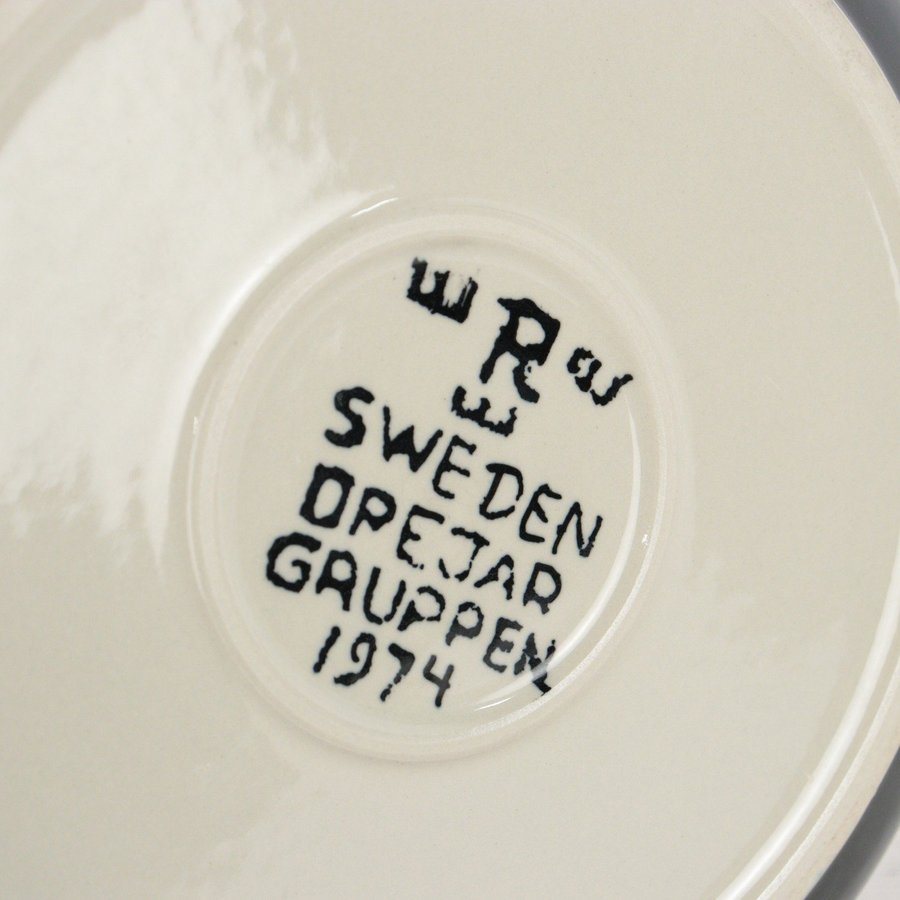 R
SWEDEN
DREJAR
GRUPPEN
1974